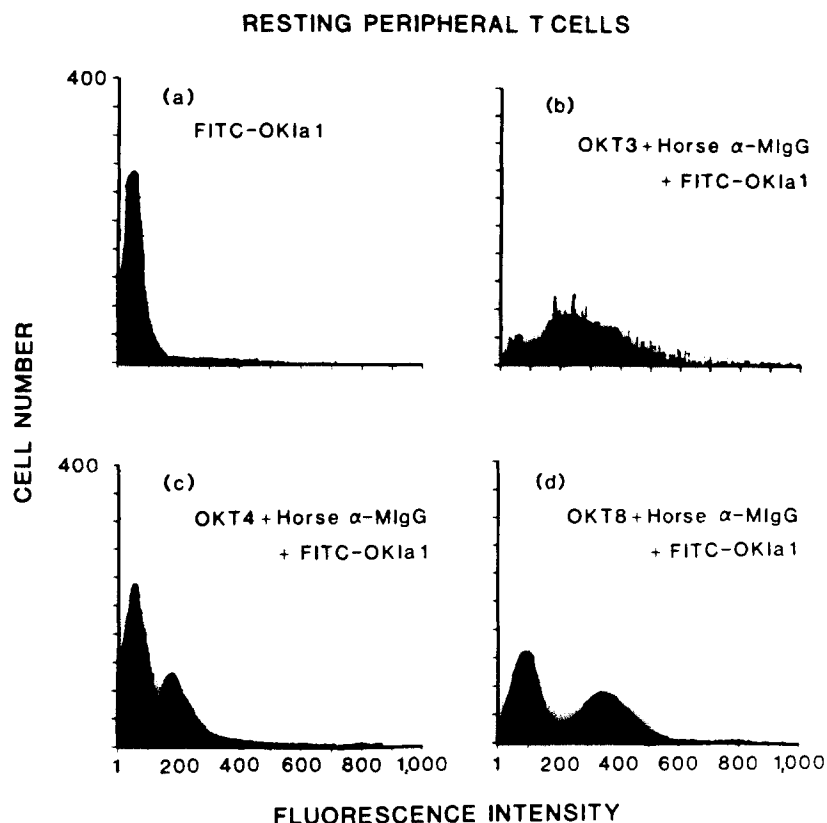 RESTING PERIPHERAL T CELLS
400
(a)
FITC-OKIa1
(b)
OKT3 + Horse α-MIgG
+ FITC-OKIa1
CELL NUMBER
400
(c)
OKT4 + Horse α-MIgG
+ FITC-OKIa1
(d)
OKT8 + Horse α-MIgG
+ FITC-OKIa1
1 200 400 600 800 1,000
1 200 400 600 800 1,000
FLUORESCENCE INTENSITY